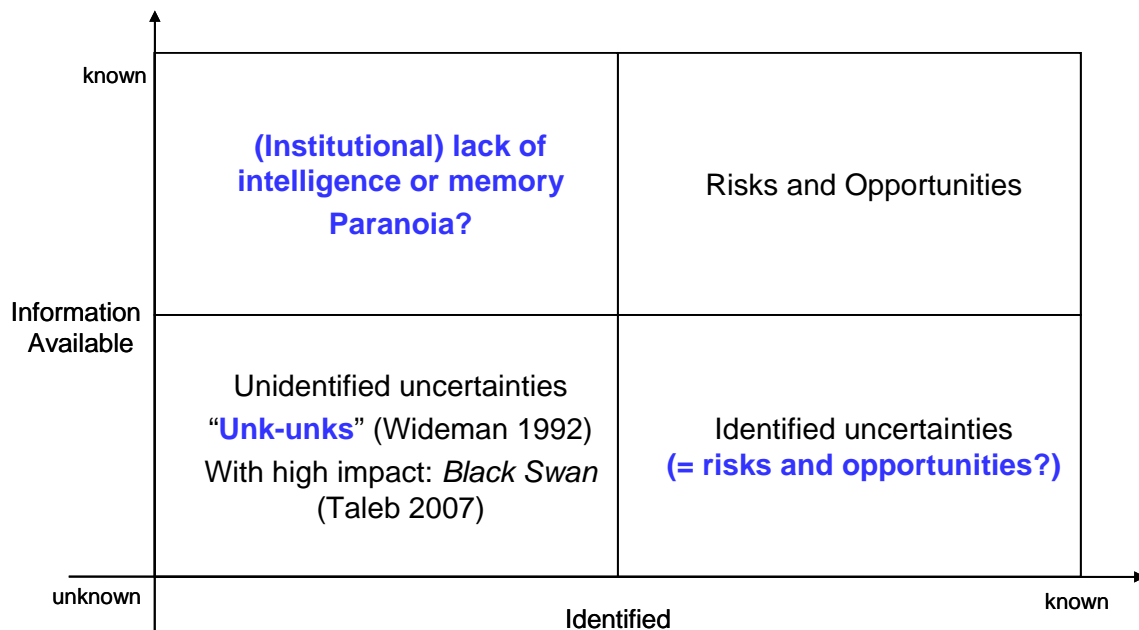 known
(Institutional) lack of
intelligence or memory
Paranoia?
Risks and Opportunities
Information
Available
Unidentified uncertainties
“Unk-unks” (Wideman 1992)
With high impact: Black Swan
(Taleb 2007)
Identified uncertainties
(= risks and opportunities?)
unknown
Identified
known